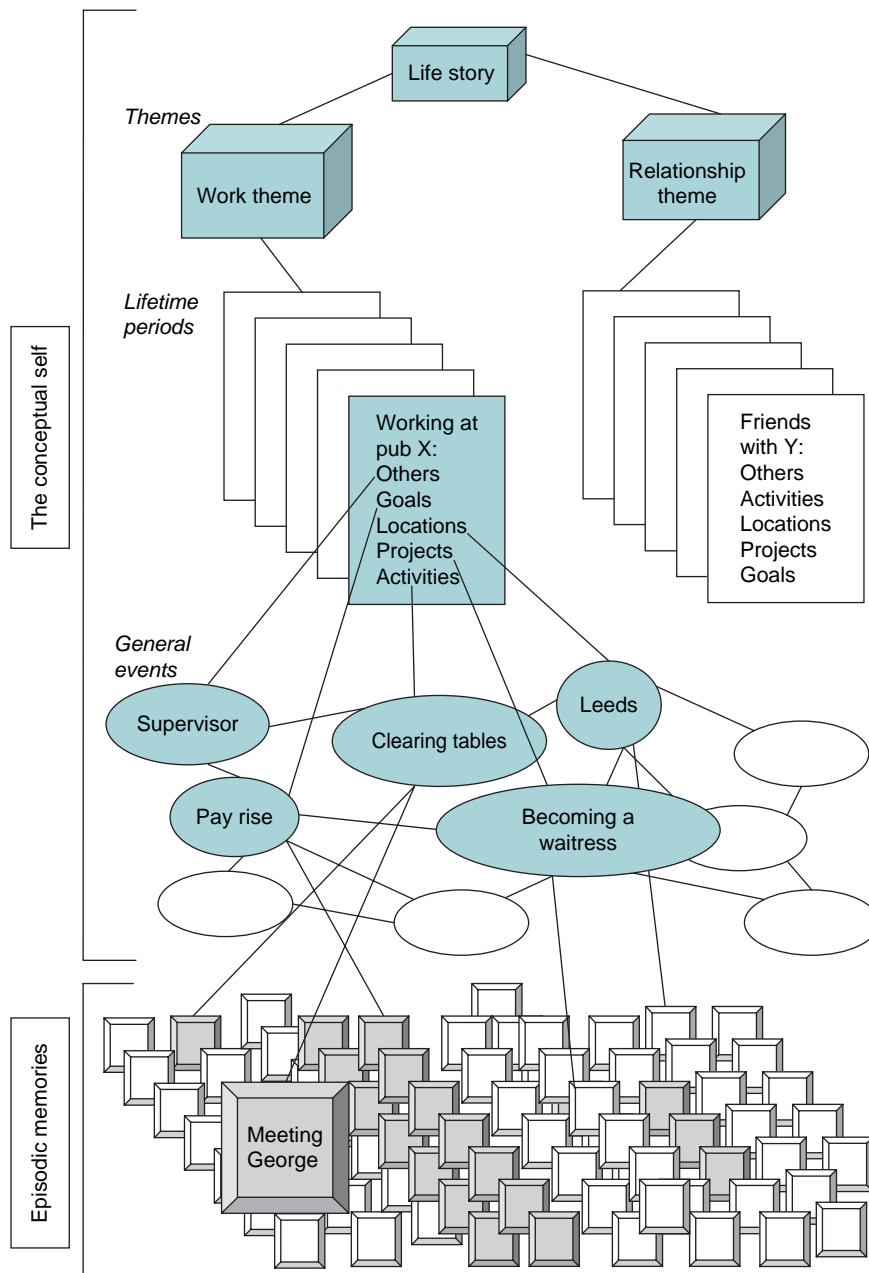 Life story
Themes
Work theme
Relationship
theme
Lifetime
periods
The conceptual self
Working at
pub X:
Others
Goals
Locations
Projects
Activities
Friends
with Y:
Others
Activities
Locations
Projects
Goals
General
events
Supervisor
Clearing tables
Leeds
Pay rise
Becoming a
waitress
Episodic memories
Meeting
George